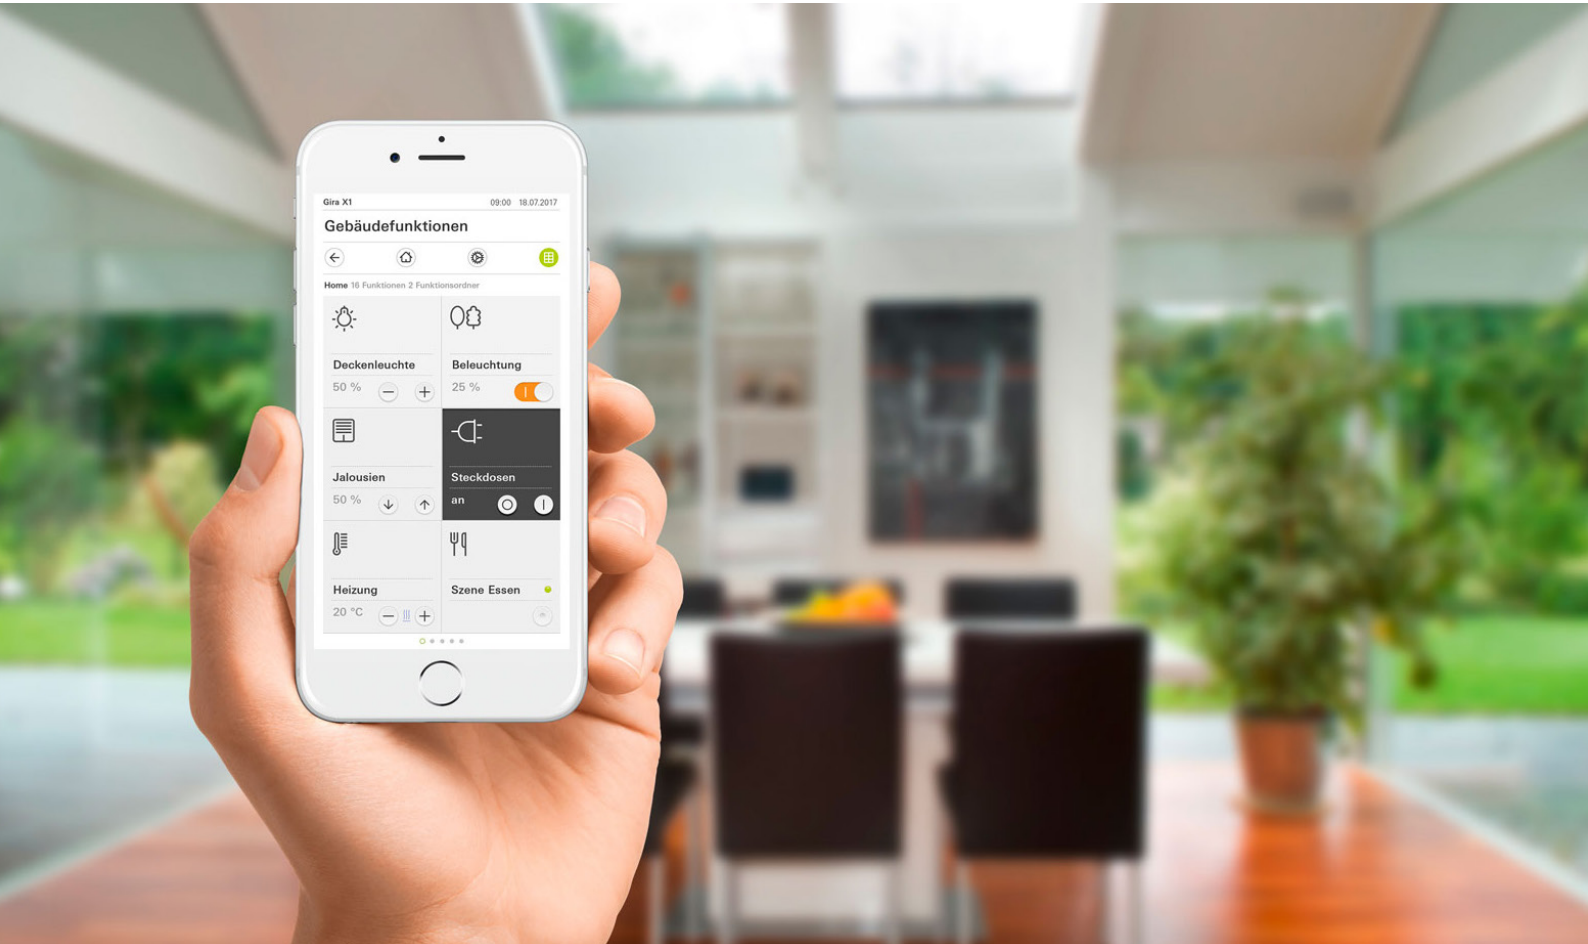 Gira X1 09:00 18.07.2017
Gebäudefunktionen
Home 16 Funktionen 2 Funktionsordner
Deckenleuchte Beleuchtung
50 % 25 %
Jalousien Steckdosen
50 % an
Heizung Szene Essen
20 °C